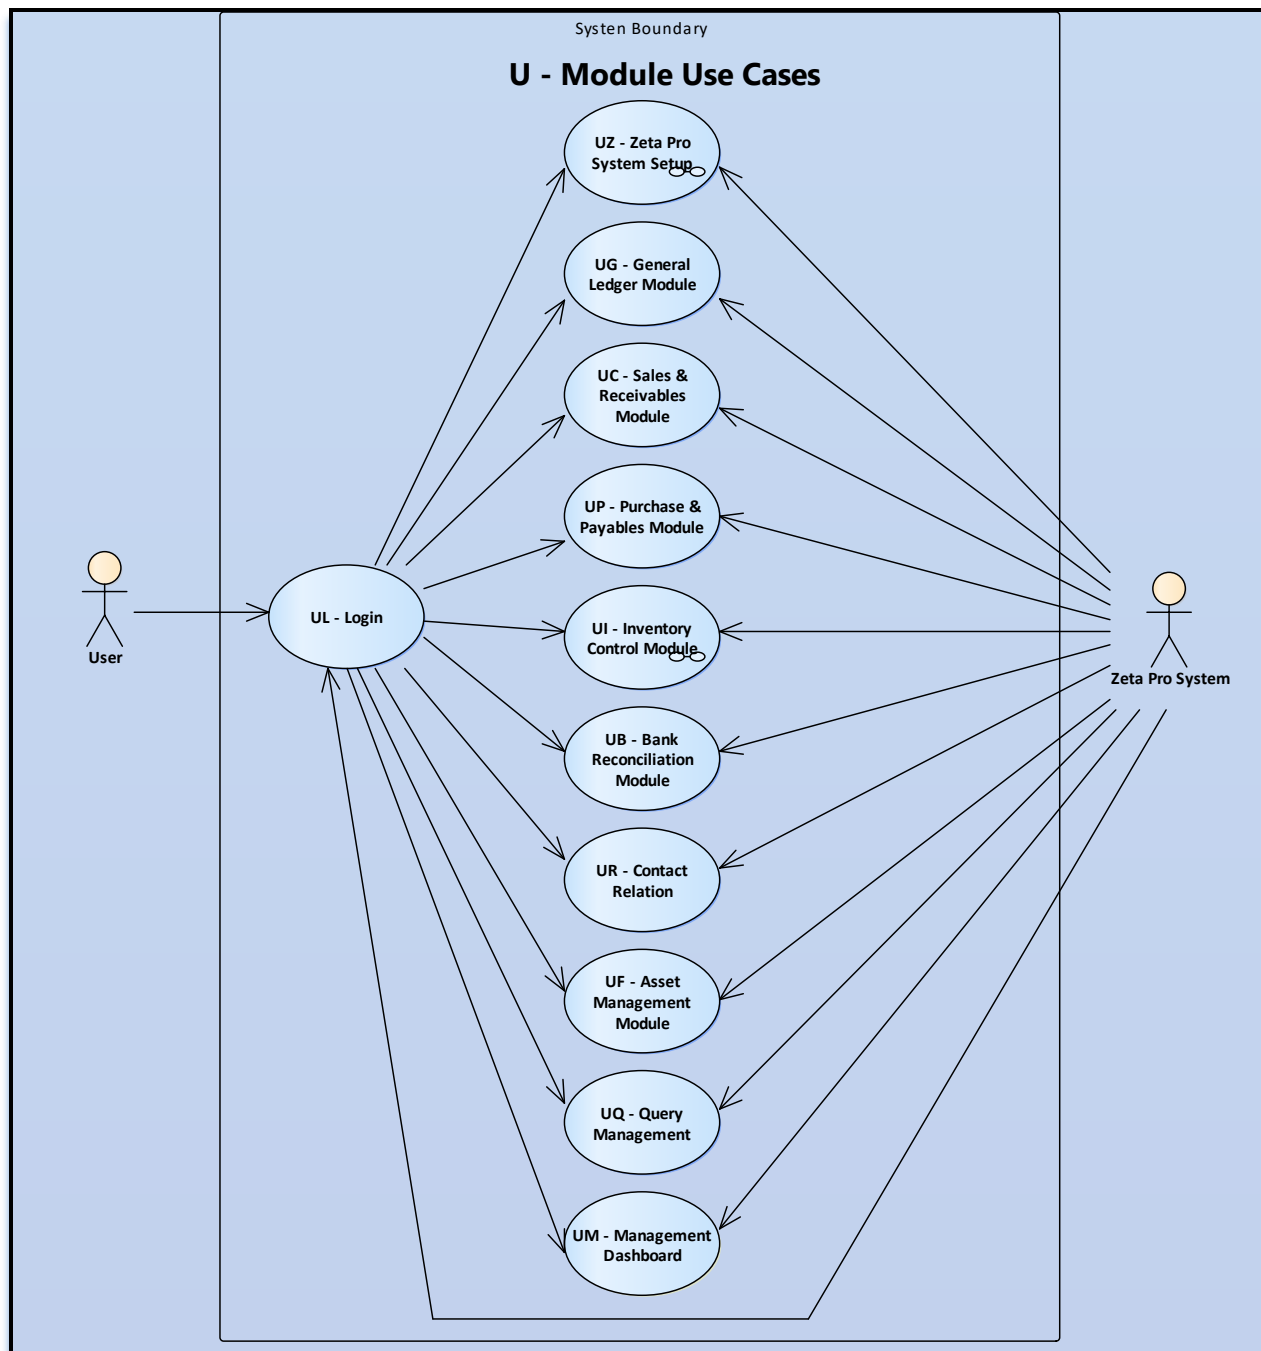 Systen Boundary
U - Module Use Cases
UZ - Zeta Pro
System Setup
UG - General
Ledger Module
UC - Sales &
Receivables
Module
UP - Purchase &
Payables Module
UL - Login
UI - Inventory
Control Module
User
Zeta Pro System
UB - Bank
Reconciliation
Module
UR - Contact
Relation
UF - Asset
Management
Module
UQ - Query
Management
UM - Management
Dashboard